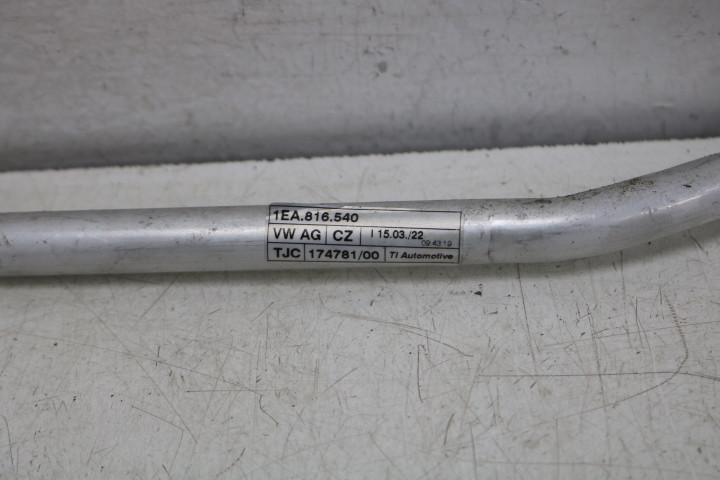 1EA.816.540
VW AG CZ I 15.03./22
09:43:19
TJC 174781/00 TI Automotive